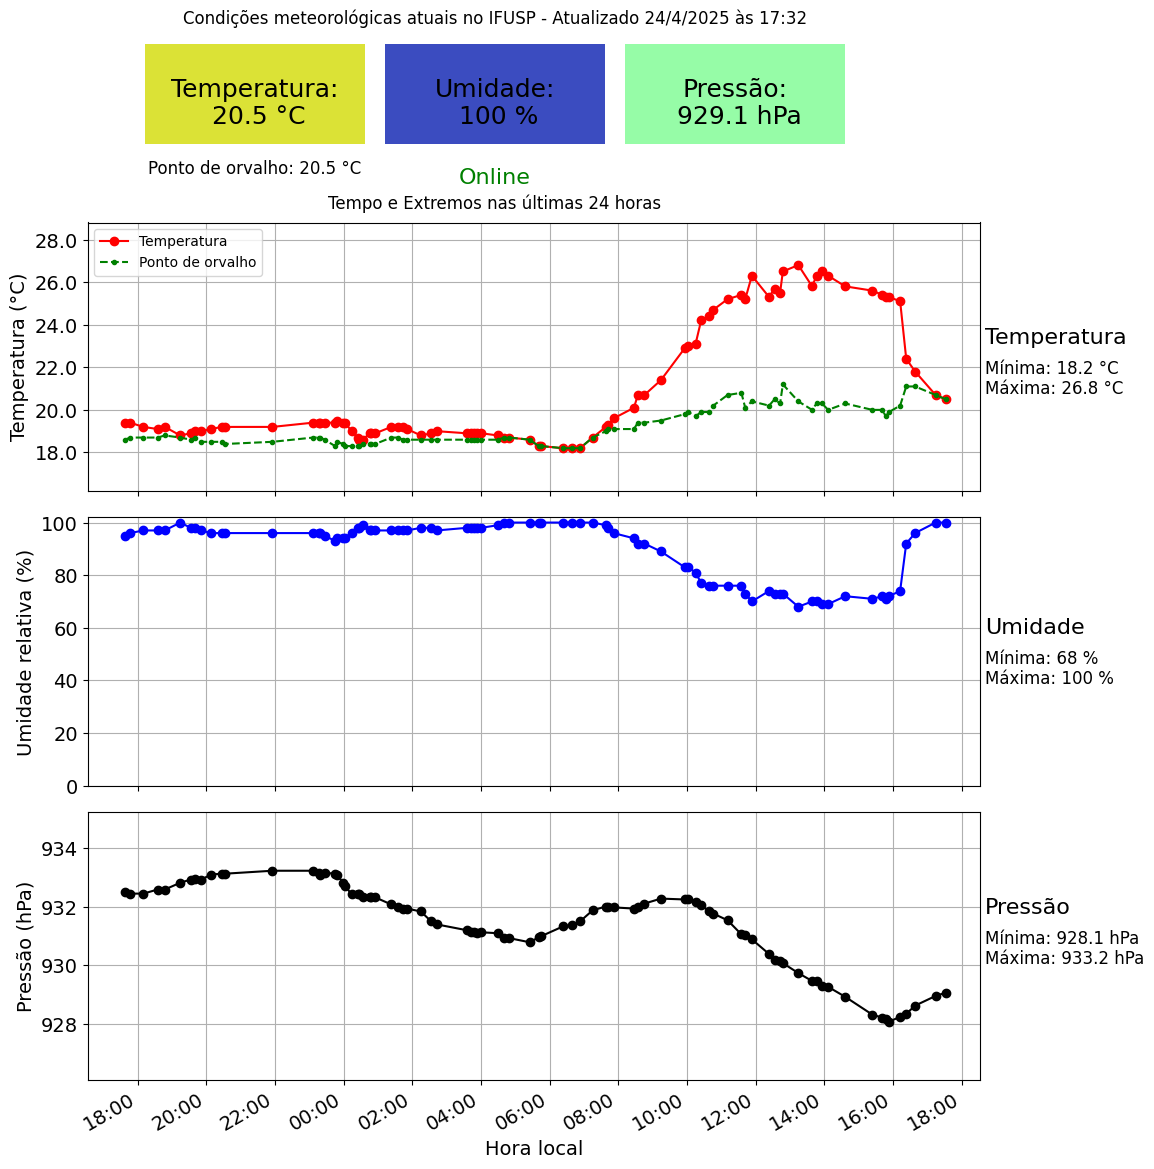 Condições meteorológicas atuais no IFUSP - Atualizado 24/4/2025 às 17:32
Temperatura:
20.5 °C
Umidade:
100 %
Pressão:
929.1 hPa
Ponto de orvalho: 20.5 °C
Online
Tempo e Extremos nas últimas 24 horas
Temperatura (°C)
28.0
26.0
24.0
22.0
20.0
18.0
Temperatura
Ponto de orvalho
Temperatura
Mínima: 18.2 °C
Máxima: 26.8 °C
Umidade relativa (%)
100
80
60
40
20
0
Umidade
Mínima: 68 %
Máxima: 100 %
Pressão (hPa)
934
932
930
928
Pressão
Mínima: 928.1 hPa
Máxima: 933.2 hPa
18:00
20:00
22:00
00:00
02:00
04:00
06:00
08:00
10:00
12:00
14:00
16:00
18:00
Hora local